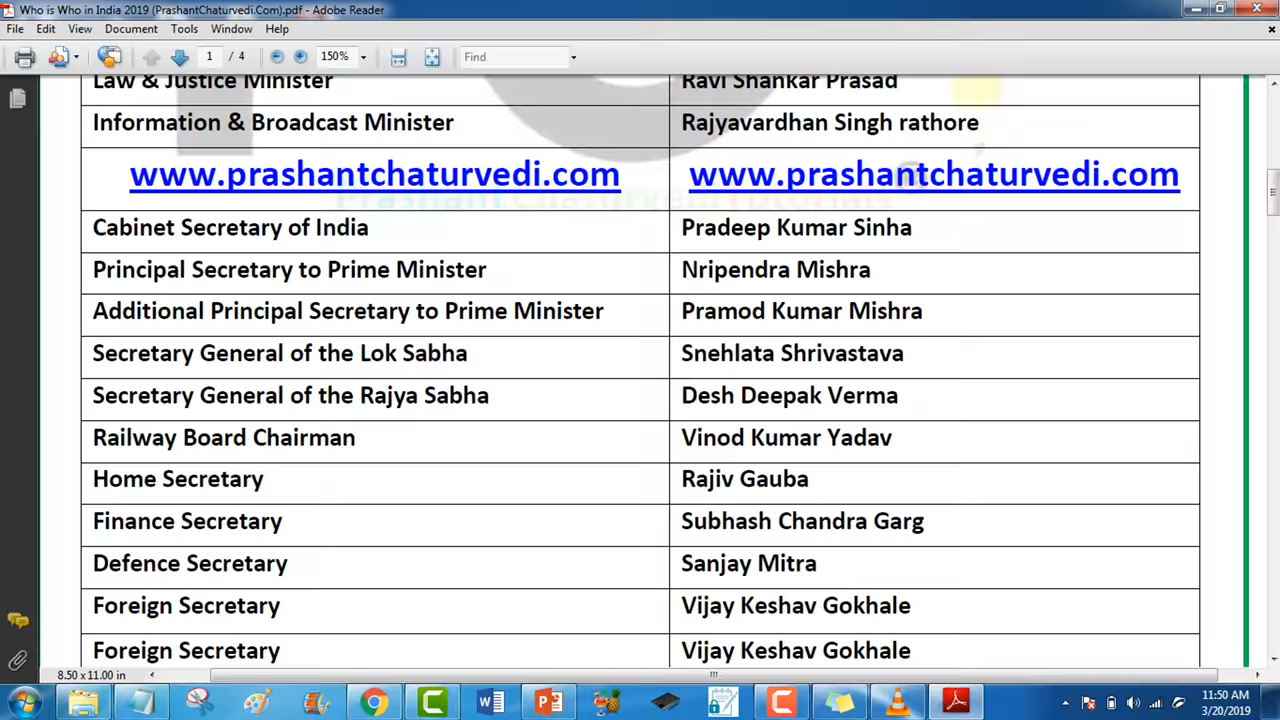 Who is Who in India 2019 (PrashantChaturvedi.Com).pdf - Adobe Reader
File Edit View Document Tools Window Help
1 / 4 150% Find
Law & Justice Minister Ravi Shankar Prasad
Information & Broadcast Minister Rajyavardhan Singh rathore
www.prashantchaturvedi.com www.prashantchaturvedi.com
Cabinet Secretary of India Pradeep Kumar Sinha
Principal Secretary to Prime Minister Nripendra Mishra
Additional Principal Secretary to Prime Minister Pramod Kumar Mishra
Secretary General of the Lok Sabha Snehlata Shrivastava
Secretary General of the Rajya Sabha Desh Deepak Verma
Railway Board Chairman Vinod Kumar Yadav
Home Secretary Rajiv Gauba
Finance Secretary Subhash Chandra Garg
Defence Secretary Sanjay Mitra
Foreign Secretary Vijay Keshav Gokhale
Foreign Secretary Vijay Keshav Gokhale
8.50 x 11.00 in
11:50 AM
3/20/2019